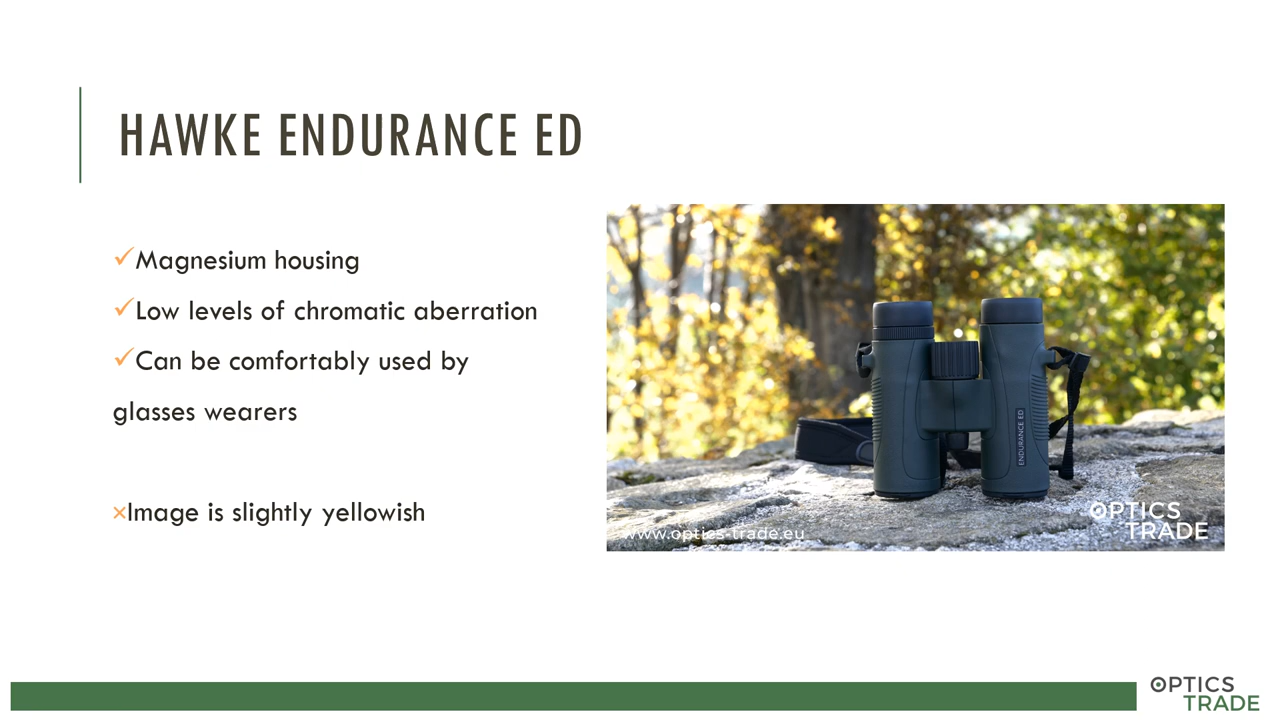 HAWKE ENDURANCE ED
✓Magnesium housing
✓Low levels of chromatic aberration
✓Can be comfortably used by
glasses wearers
×Image is slightly yellowish
ENDURANCE ED
www.optics-trade.eu
OPTICS
TRADE
OPTICS
TRADE